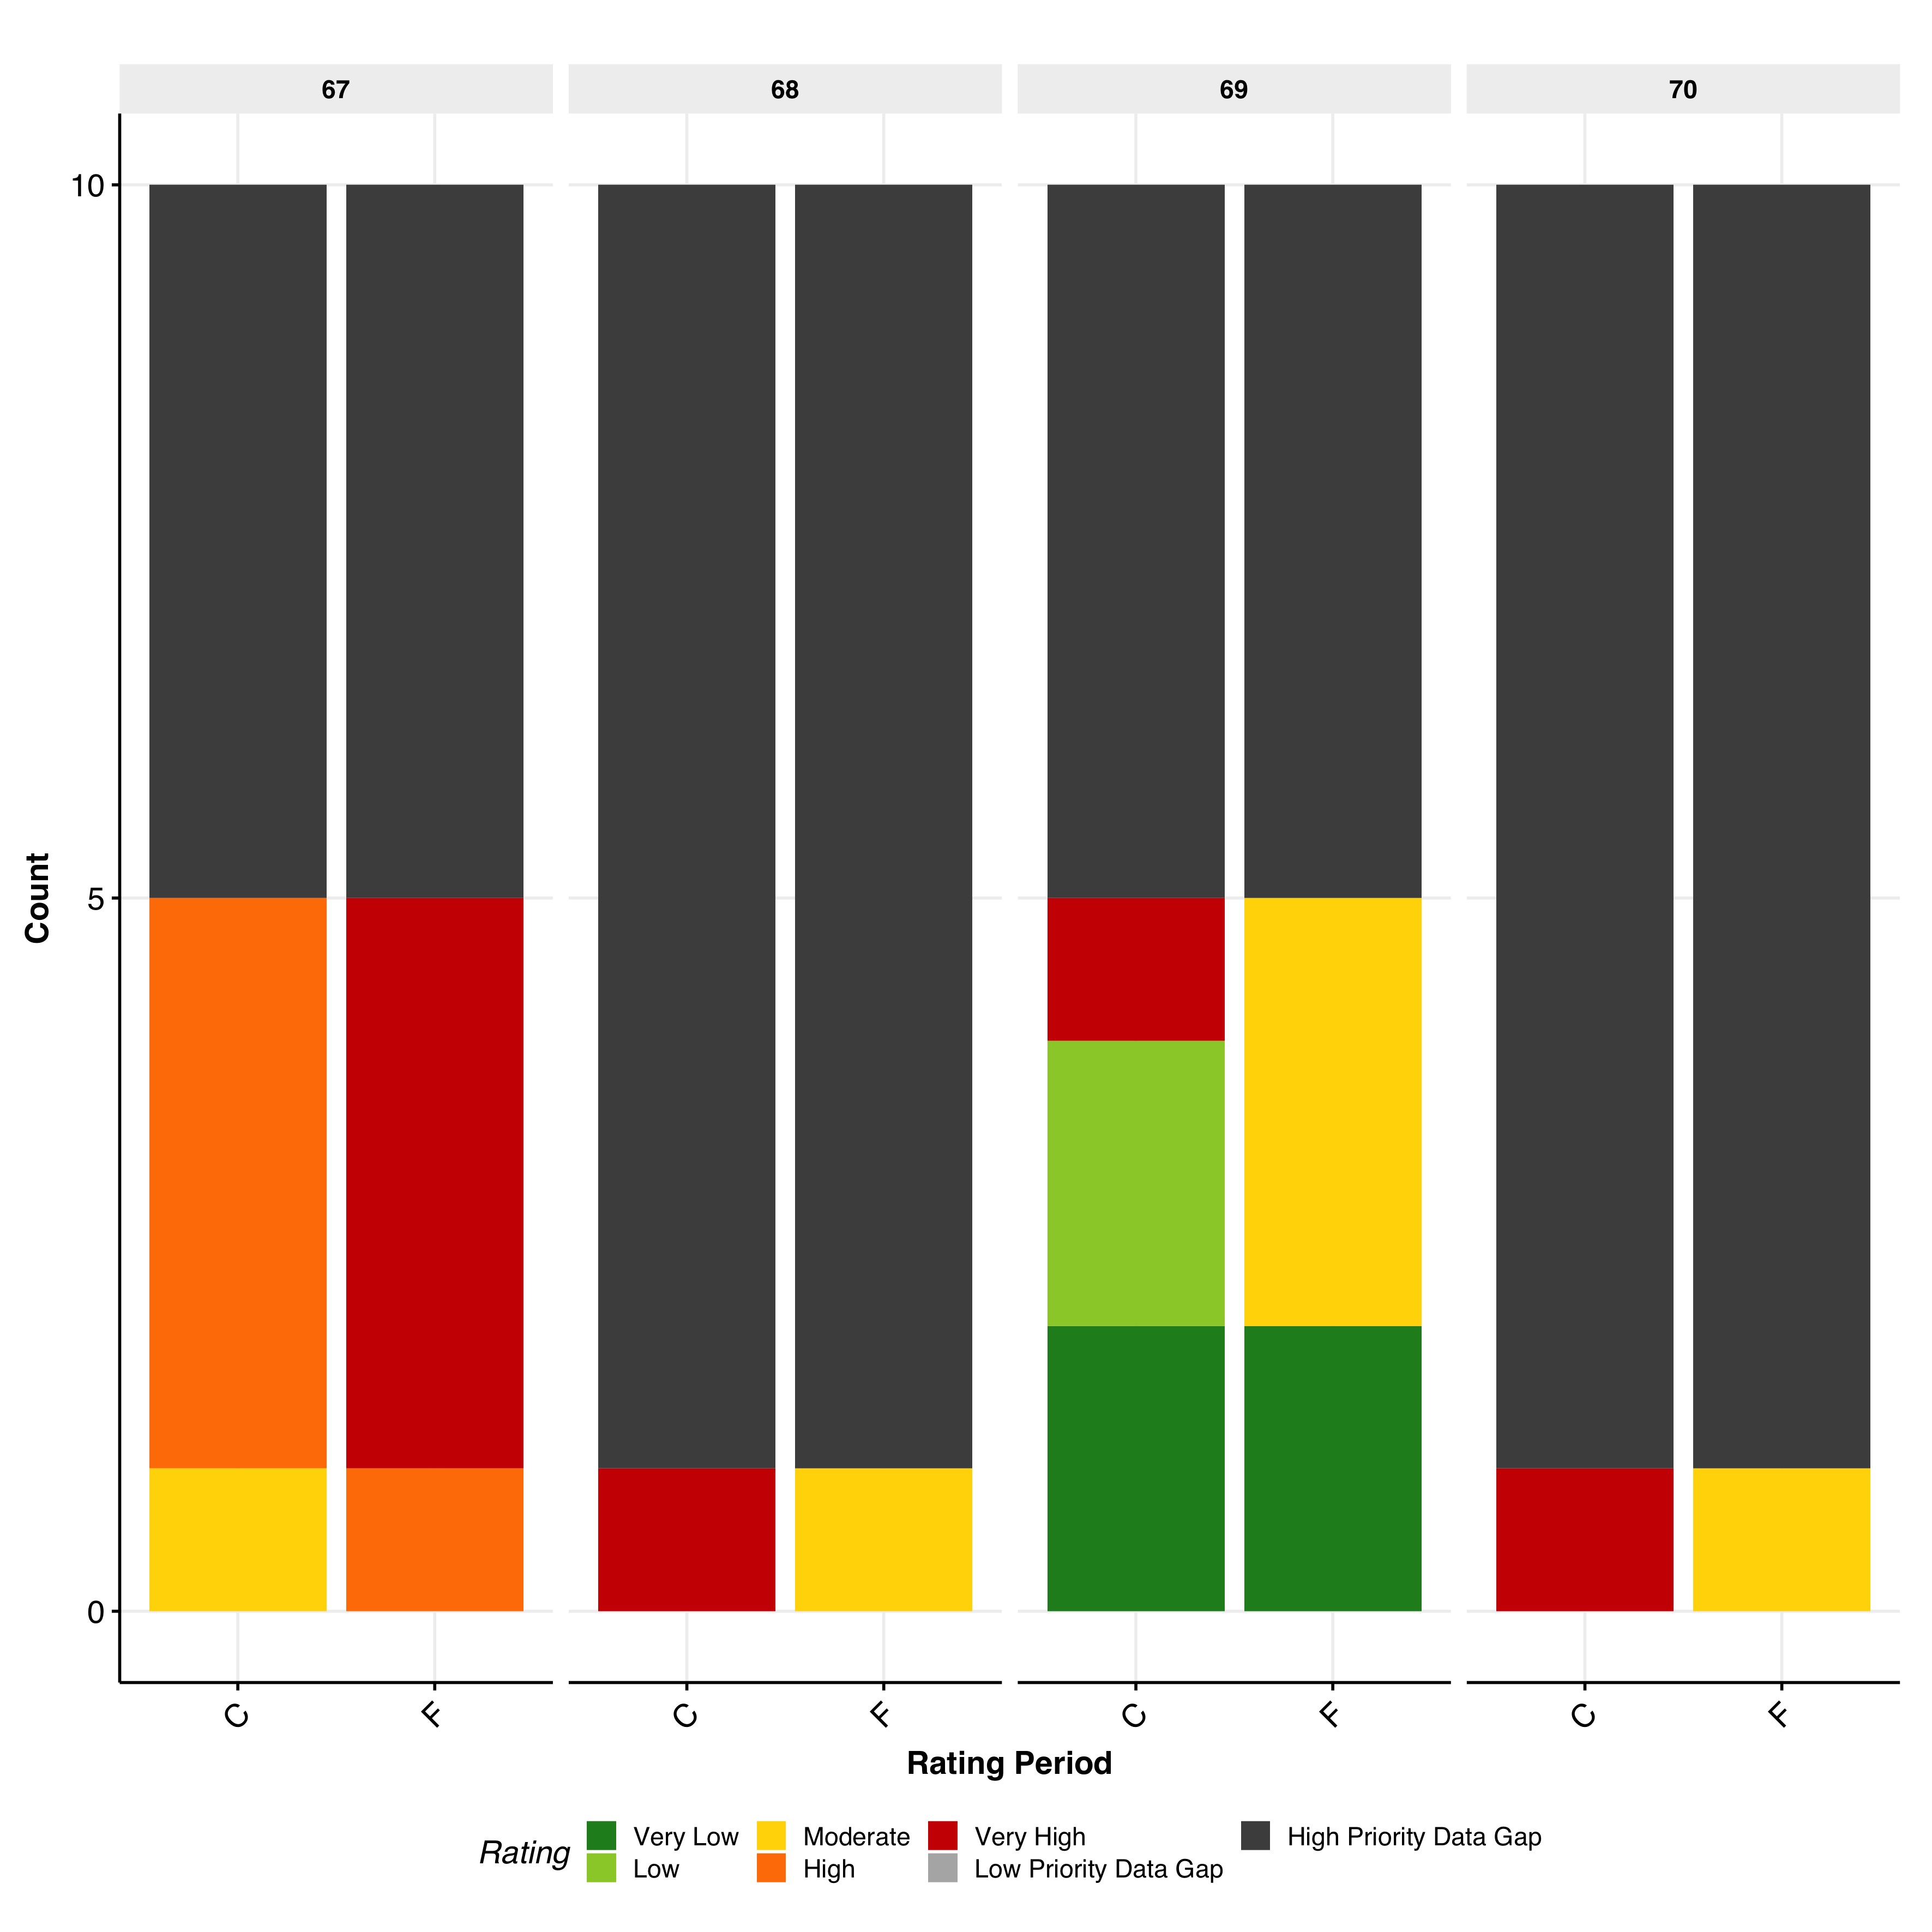 67 68 69 70
10
5
0
Count
C F C F C F C F
Rating Period
Rating
Very Low Moderate Very High High Priority Data Gap
Low High Low Priority Data Gap